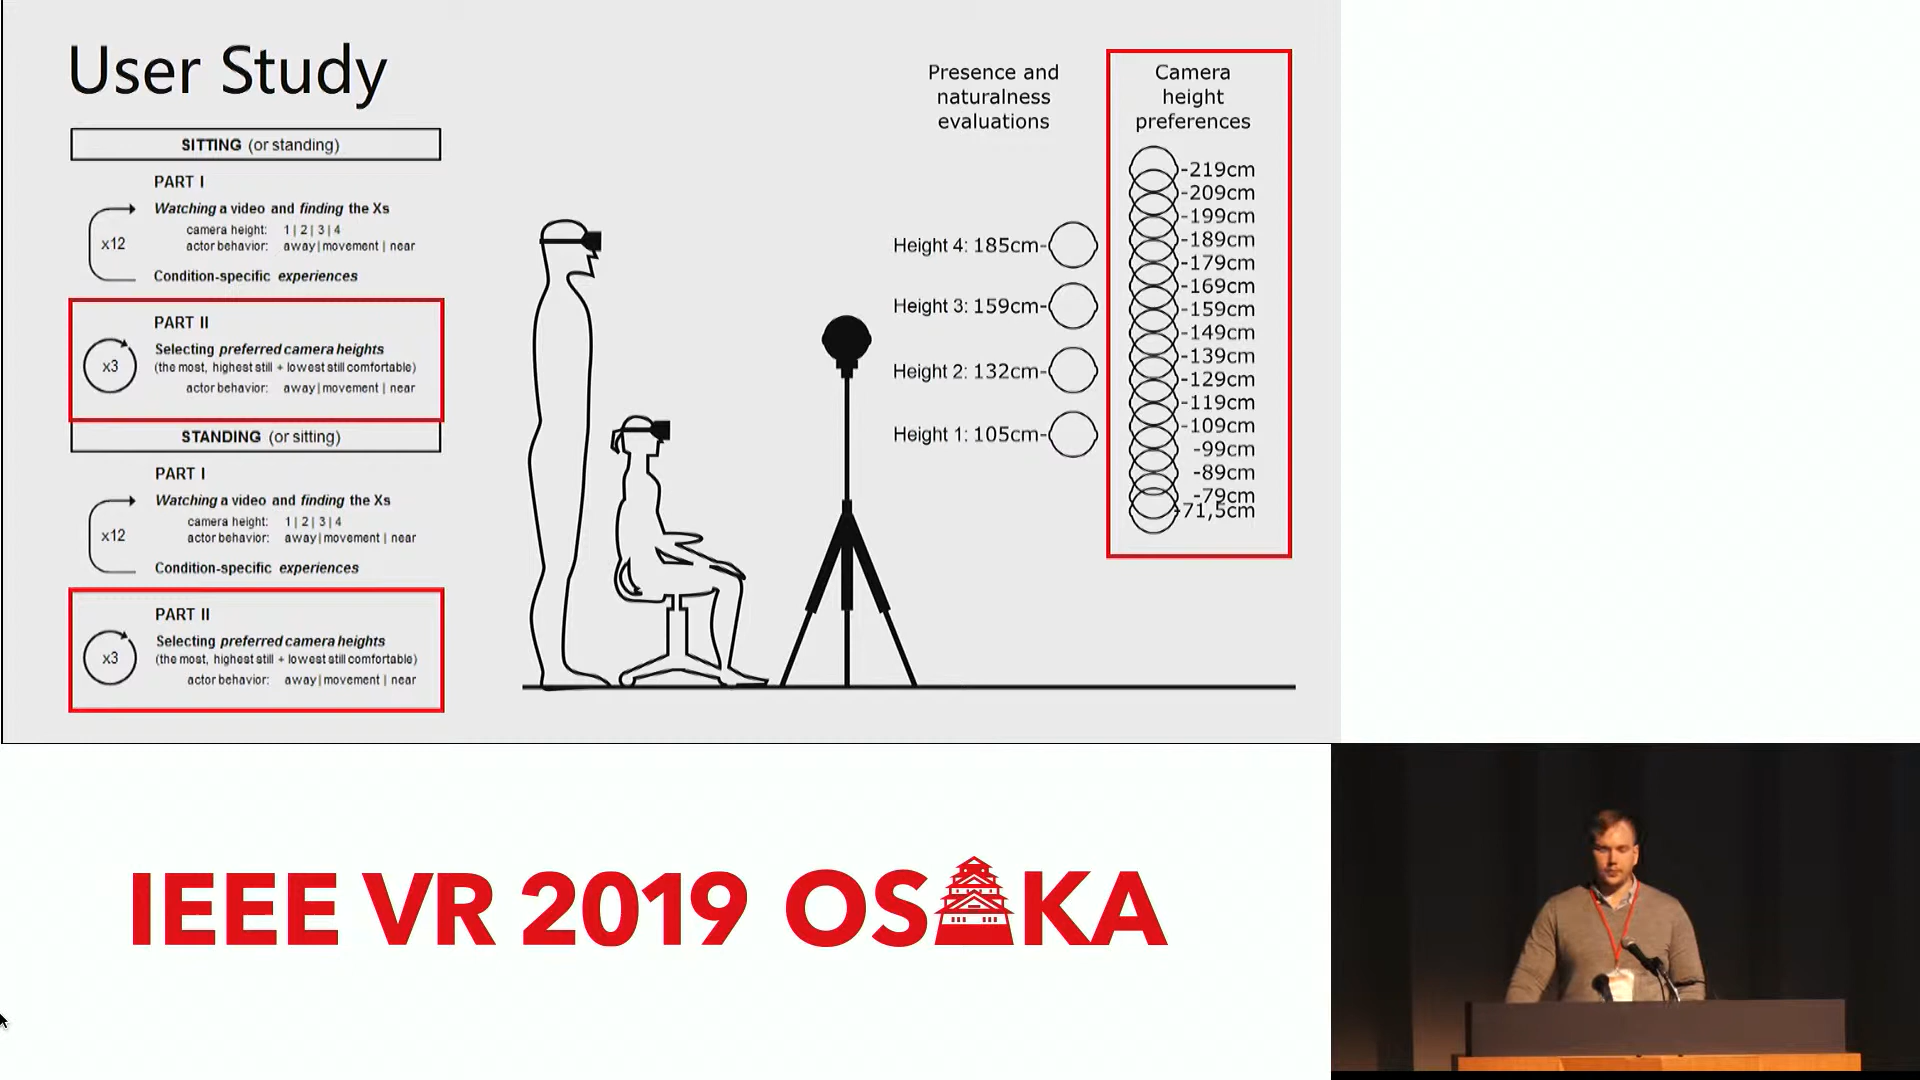 User Study
SITTING (or standing)
PART I
Watching a video and finding the Xs
camera height: 1 | 2 | 3 | 4
actor behavior: away | movement | near
x12
Condition-specific experiences
PART II
Selecting preferred camera heights
(the most, highest still + lowest still comfortable)
x3
actor behavior: away | movement | near
STANDING (or sitting)
PART I
Watching a video and finding the Xs
camera height: 1 | 2 | 3 | 4
actor behavior: away | movement | near
x12
Condition-specific experiences
PART II
Selecting preferred camera heights
(the most, highest still + lowest still comfortable)
x3
actor behavior: away | movement | near
Presence and
naturalness
evaluations
Height 4: 185cm-
Height 3: 159cm-
Height 2: 132cm-
Height 1: 105cm-
Camera
height
preferences
-219cm
-209cm
-199cm
-189cm
-179cm
-169cm
-159cm
-149cm
-139cm
-129cm
-119cm
-109cm
-99cm
-89cm
-79cm
-71,5cm
IEEE VR 2019 OSAKA